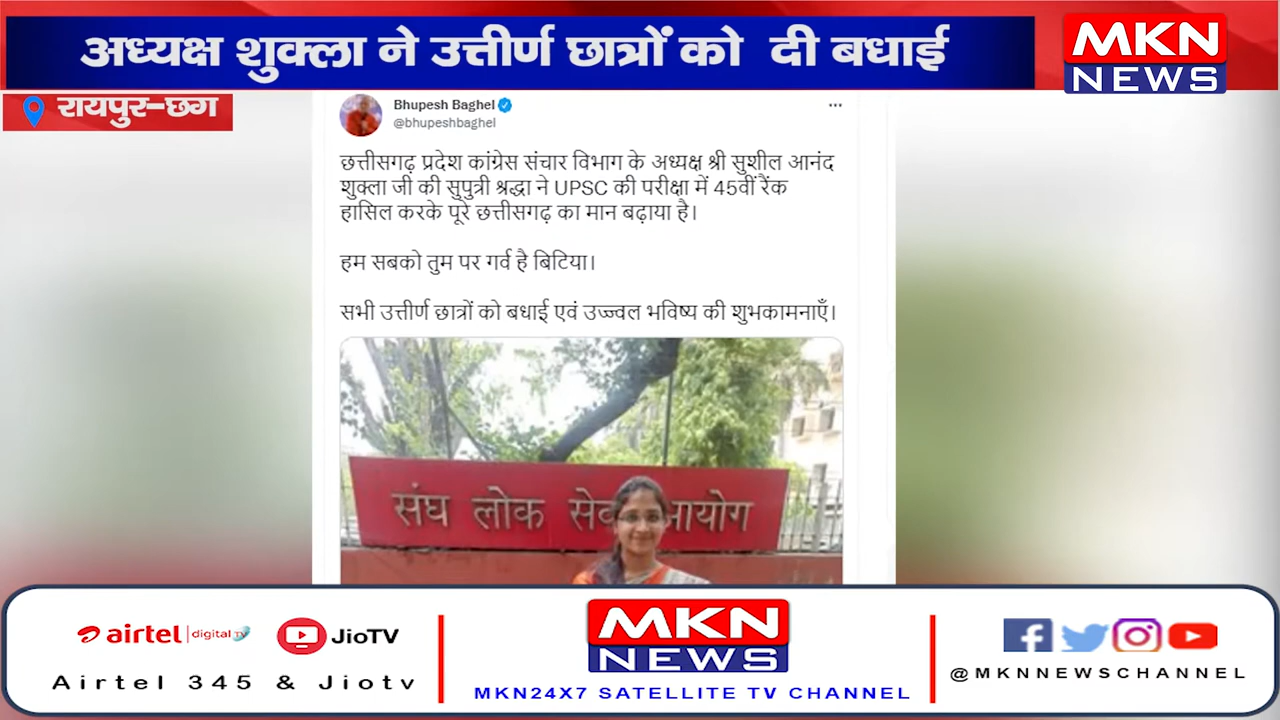 अध्यक्ष शुक्ला ने उत्तीर्ण छात्रों को दी बधाई
MKN
NEWS
रायपुर-छग
Bhupesh Baghel
@bhupeshbaghel
छत्तीसगढ़ प्रदेश कांग्रेस संचार विभाग के अध्यक्ष श्री सुशील आनंद
शुक्ला जी की सुपुत्री श्रद्धा ने UPSC की परीक्षा में 45वीं रैंक
हासिल करके पूरे छत्तीसगढ़ का मान बढ़ाया है।
हम सबको तुम पर गर्व है बिटिया।
सभी उत्तीर्ण छात्रों को बधाई एवं उज्ज्वल भविष्य की शुभकामनाएँ।
संघ लोक
airtel digital TV
JioTV
Airtel 345 & Jiotv
MKN
NEWS
MKN24X7 SATELLITE TV CHANNEL
@MKNNEWSCHANNEL